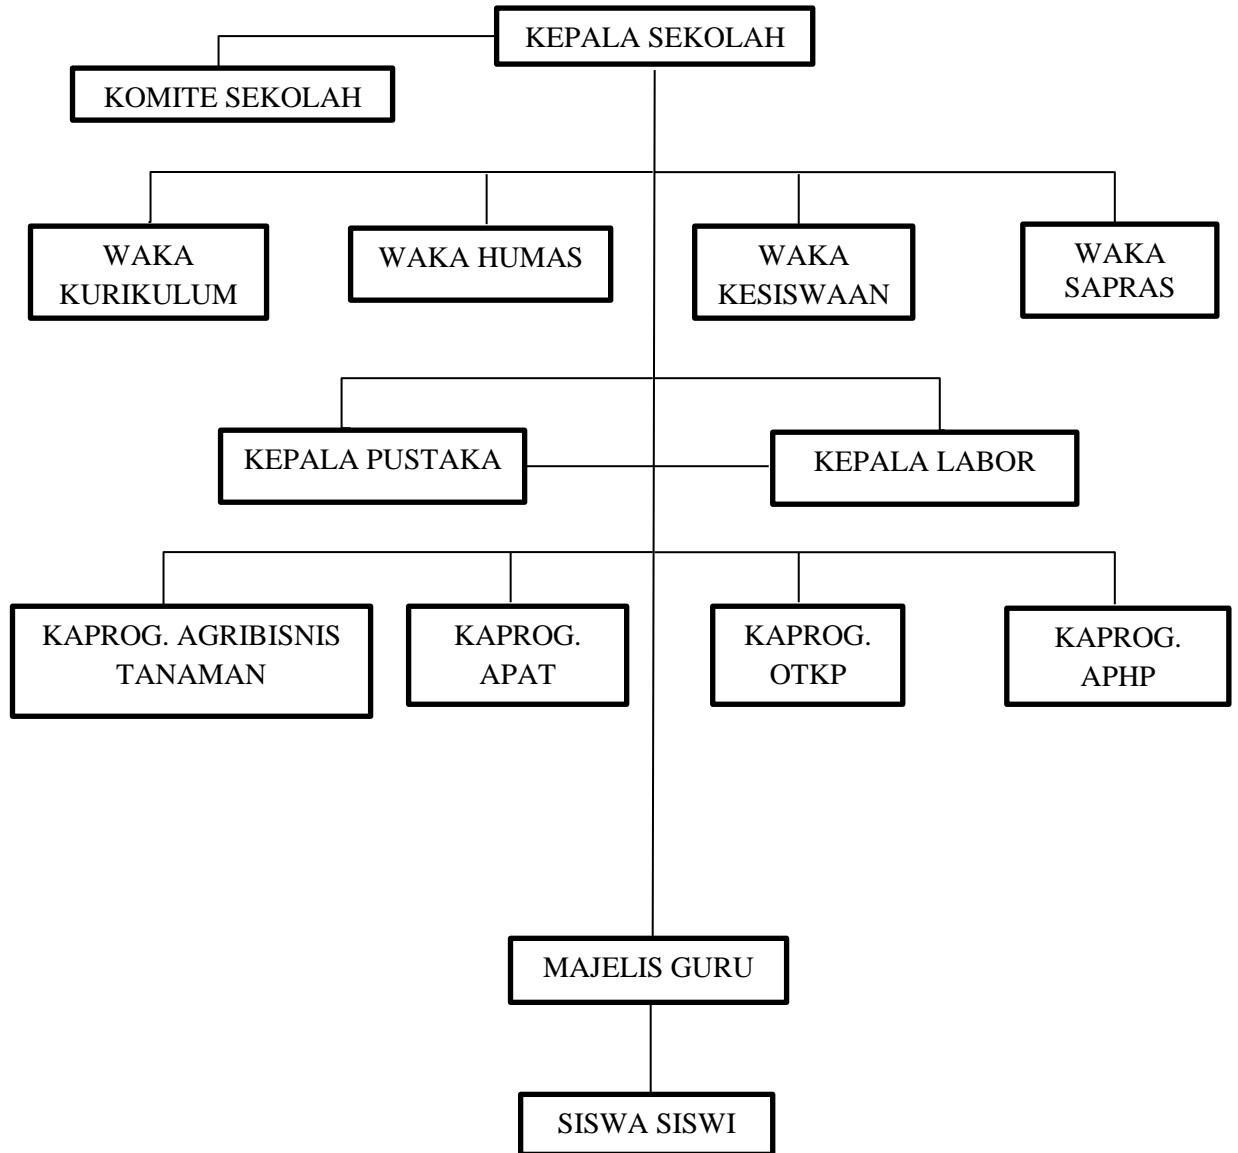 KEPALA SEKOLAH
KOMITE SEKOLAH
WAKA
KURIKULUM
WAKA HUMAS
WAKA
KESISWAAN
WAKA
SAPRAS
KEPALA PUSTAKA
KEPALA LABOR
KAPROG. AGRIBISNIS
TANAMAN
KAPROG.
APAT
KAPROG.
OTKP
KAPROG.
APHP
MAJELIS GURU
SISWA SISWI